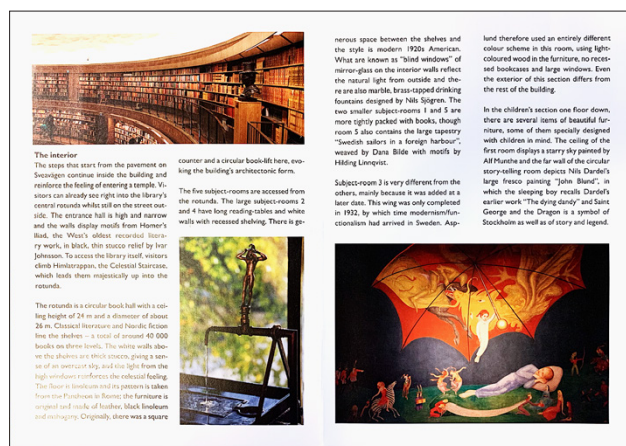 The interior
The steps that start from the pavement on
Sveavägen continue inside the building and
reinforce the feeling of entering a temple. Vi-
sitors can already see right into the library's
central rotunda whilst still on the street out-
side. The entrance hall is high and narrow
and the walls display motifs from Homer's
Iliad, the West's oldest recorded litera-
ry work, in black, thin stucco relief by Ivar
Johnsson. To access the library itself, visitors
climb Himlatrappan, the Celestial Staircase,
which leads them majestically up into the
rotunda.
The rotunda is a circular book hall with a cei-
ling height of 24 m and a diameter of about
26 m. Classical literature and Nordic fiction
line the shelves – a total of around 40 000
books on three levels. The white walls abo-
ve the shelves are thick stucco, giving a sen-
se of an overcast sky, and the light from the
high windows reinforces the celestial feeling.
The floor is linoleum and its pattern is taken
from the Pantheon in Rome; the furniture is
original and made of leather, black linoleum
and mahogany. Originally, there was a square
counter and a circular book-lift here, evo-
king the building's architectonic form.
The five subject-rooms are accessed from
the rotunda. The large subject-rooms 2
and 4 have long reading-tables and white
walls with recessed shelving. There is ge-
nerous space between the shelves and
the style is modern 1920s American.
What are known as "blind windows" of
mirror-glass on the interior walls reflect
the natural light from outside and the-
re are also marble, brass-tapped drinking
fountains designed by Nils Sjögren. The
two smaller subject-rooms 1 and 5 are
more tightly packed with books, though
room 5 also contains the large tapestry
"Swedish sailors in a foreign harbour",
weaved by Dana Bilde with motifs by
Hilding Linnqvist.
Subject-room 3 is very different from the
others, mainly because it was added at a
later date. This wing was only completed
in 1932, by which time modernism/fun-
ctionalism had arrived in Sweden. Asp-
lund therefore used an entirely different
colour scheme in this room, using light-
coloured wood in the furniture, no reces-
sed bookcases and large windows. Even
the exterior of this section differs from
the rest of the building.
In the children's section one floor down,
there are several items of beautiful fur-
niture, some of them specially designed
with children in mind. The ceiling of the
first room displays a starry sky painted by
Alf Munthe and the far wall of the circular
story-telling room depicts Nils Dardel's
large fresco painting "John Blund", in
which the sleeping boy recalls Dardel's
earlier work "The dying dandy" and Saint
George and the Dragon is a symbol of
Stockholm as well as of story and legend.